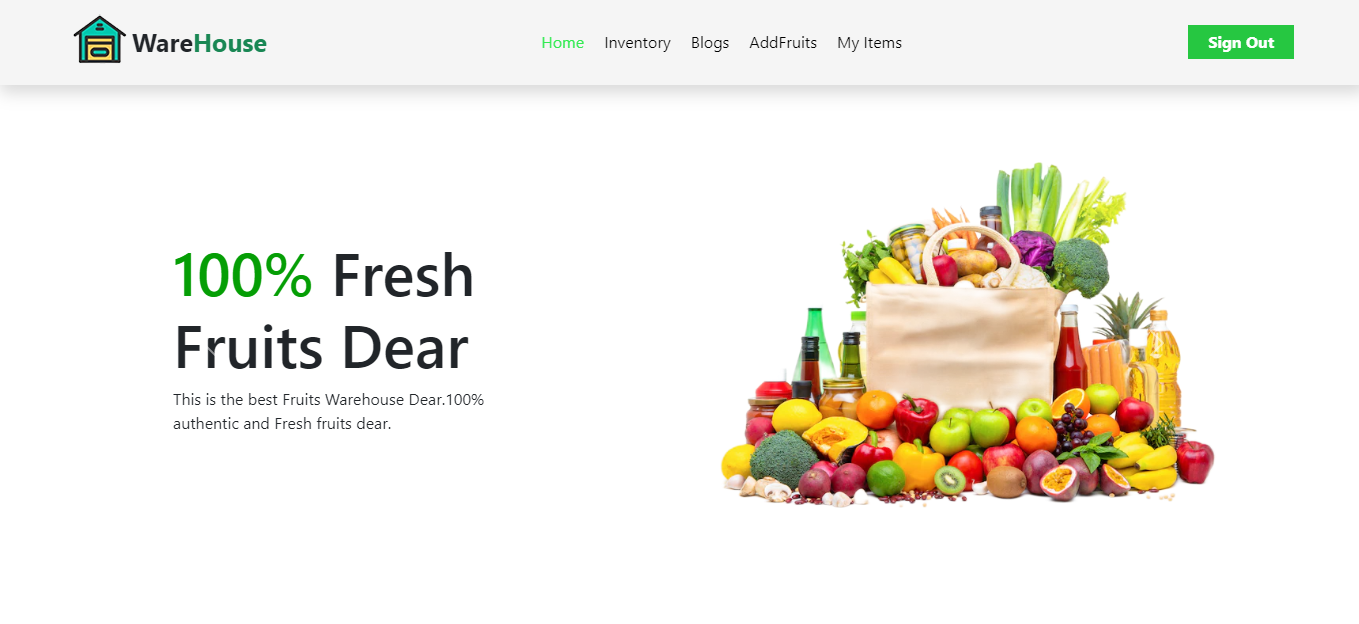 WareHouse
Home Inventory Blogs AddFruits My Items
Sign Out
100% Fresh
Fruits Dear
This is the best Fruits Warehouse Dear.100%
authentic and Fresh fruits dear.